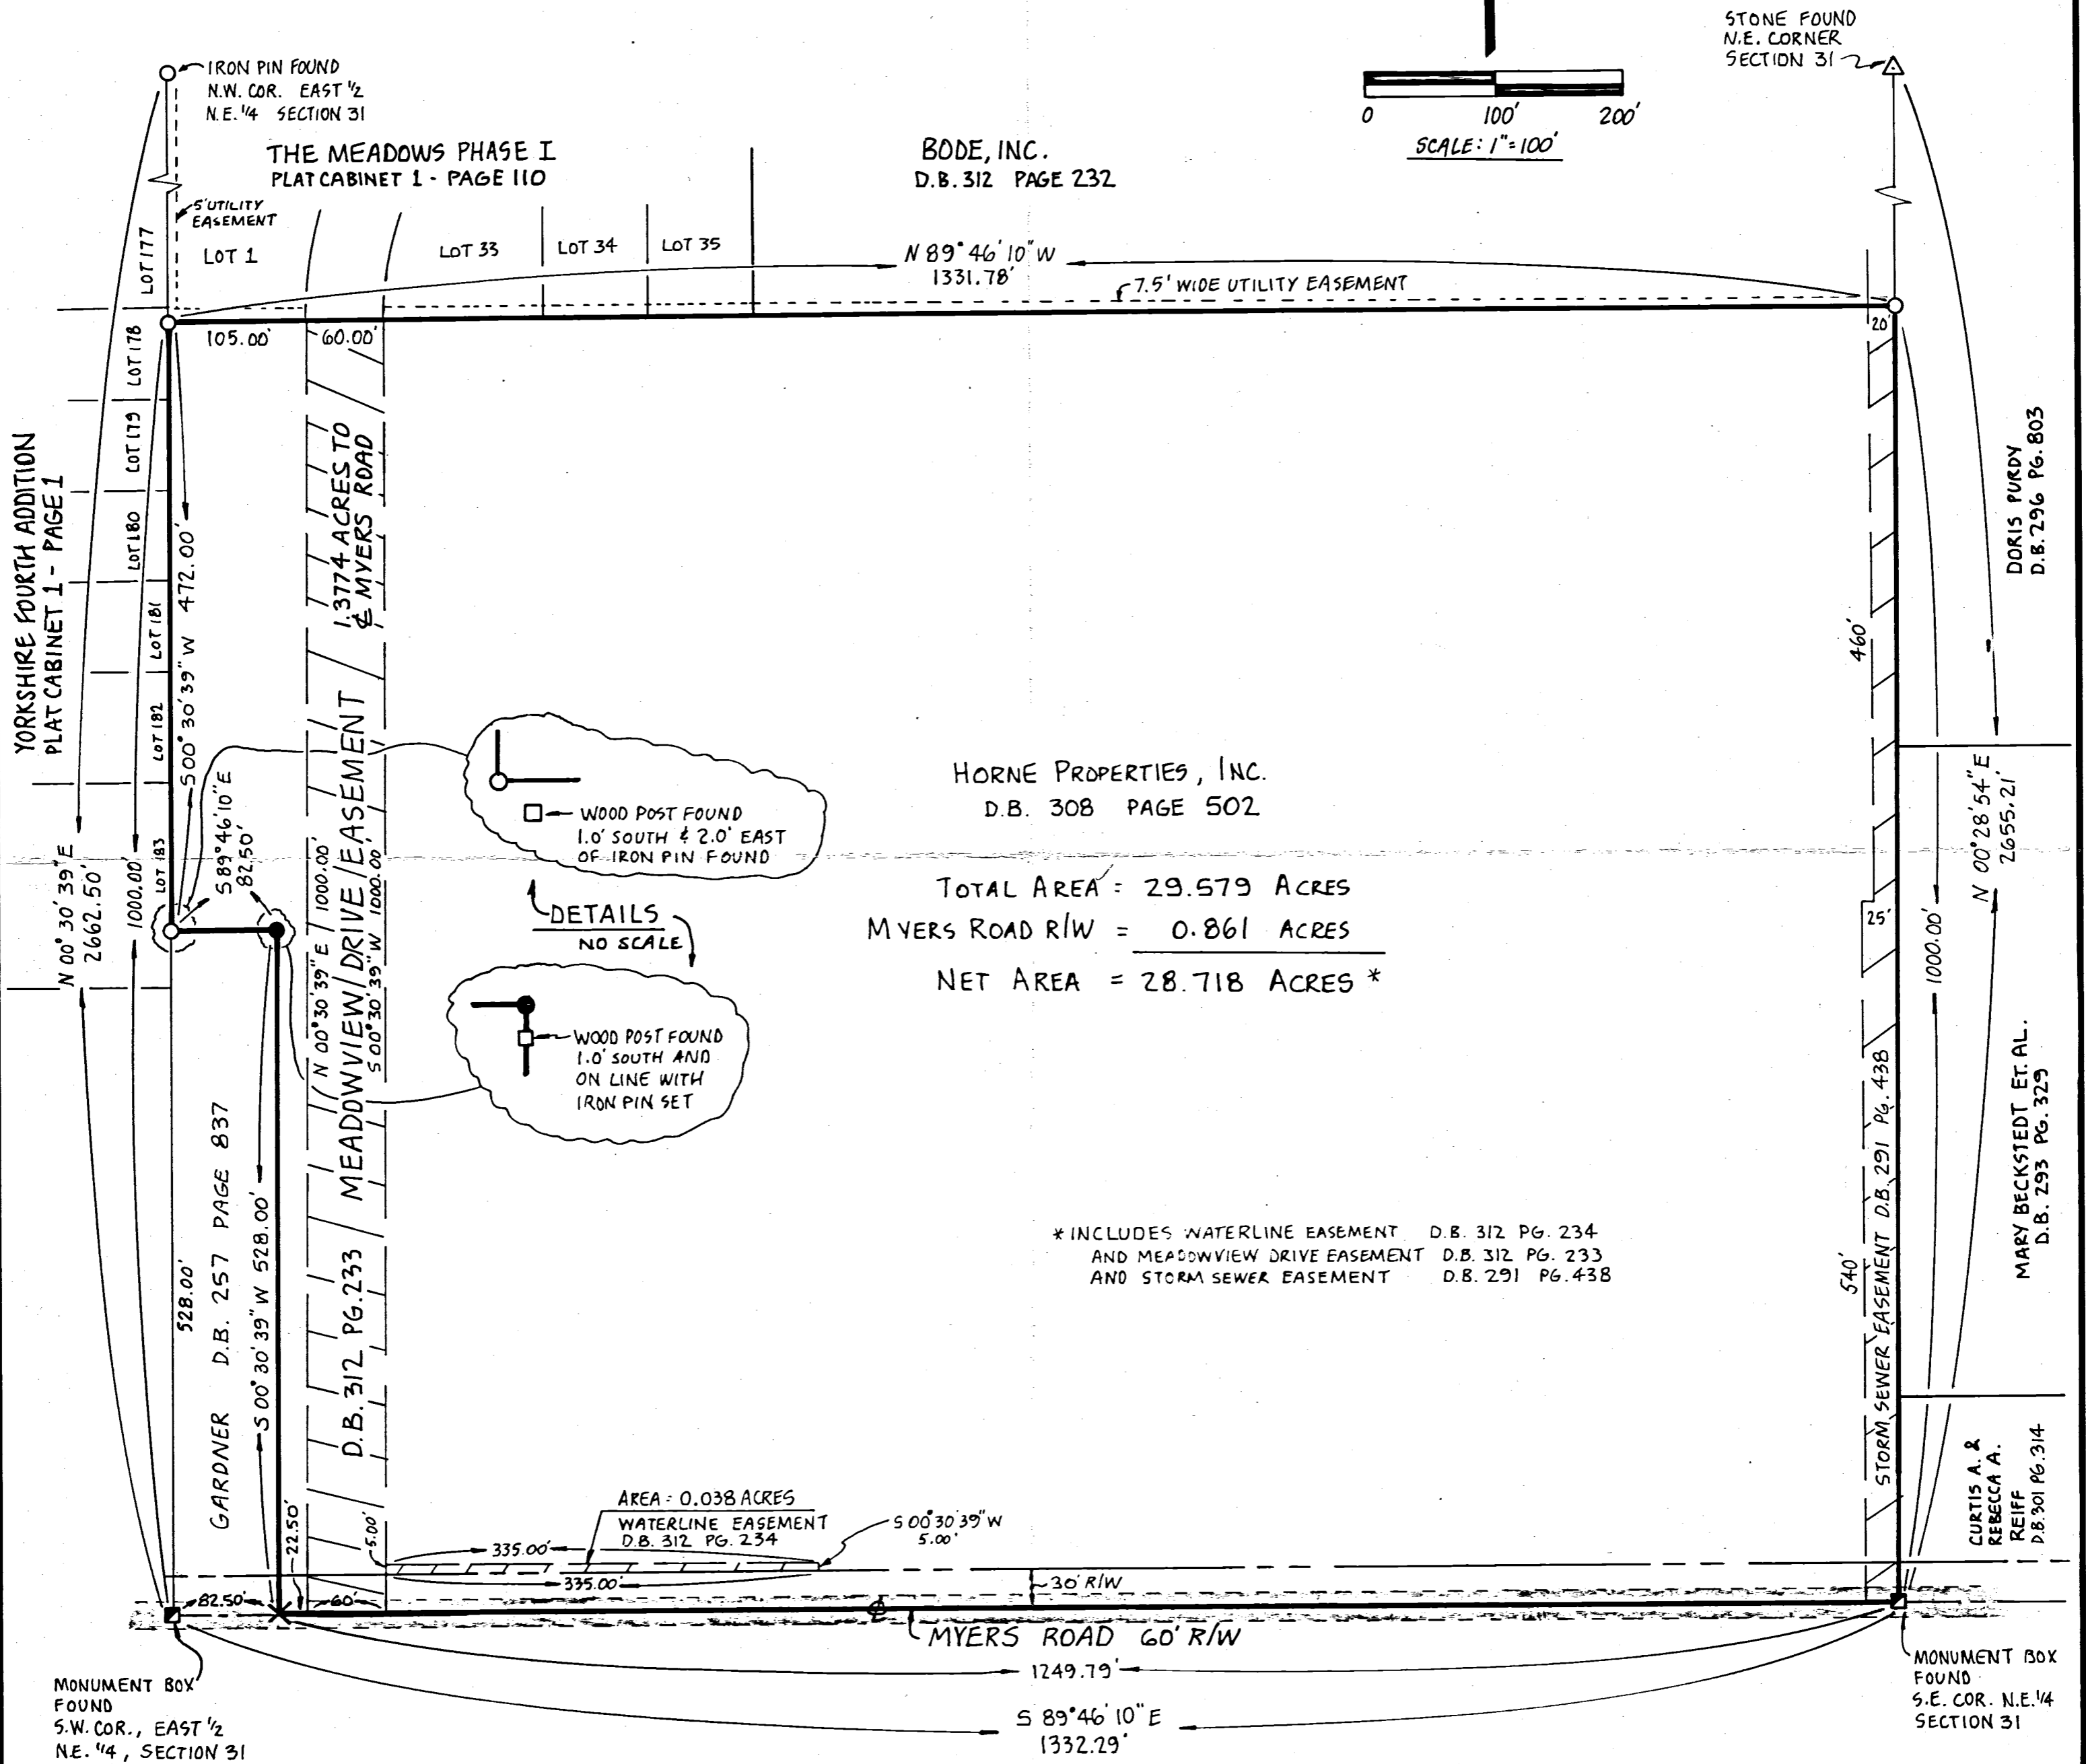 STONE FOUND
N.E. CORNER
SECTION 31
IRON PIN FOUND
N.W. COR. EAST 1/2
N.E. 1/4 SECTION 31
0 100' 200'
SCALE: 1"=100'
THE MEADOWS PHASE I
PLAT CABINET 1 - PAGE 110
BODE, INC.
D.B. 312 PAGE 232
5' UTILITY
EASEMENT
LOT 177
LOT 1
LOT 33
LOT 34
LOT 35
N 89° 46' 10" W
1331.78'
7.5' WIDE UTILITY EASEMENT
105.00'
60.00'
20'
LOT 178
LOT 179
LOT 180
LOT 181
LOT 182
LOT 183
YORKSHIRE FOURTH ADDITION
PLAT CABINET 1 - PAGE 1
S 00° 30' 39" W 472.00'
1.3774 ACRES TO
℄ MYERS ROAD
DORIS PURDY
D.B. 296 PG. 803
460'
N 00° 30' 39" E
2662.50'
1000.00'
S 89° 46' 10" E
82.50'
N 00° 30' 39" E 1000.00'
MEADOWVIEW DRIVE EASEMENT
S 00° 30' 39" W 1000.00'
D.B. 312 PG. 233
WOOD POST FOUND
1.0' SOUTH & 2.0' EAST
OF IRON PIN FOUND
DETAILS
NO SCALE
WOOD POST FOUND
1.0' SOUTH AND
ON LINE WITH
IRON PIN SET
HORNE PROPERTIES, INC.
D.B. 308 PAGE 502
TOTAL AREA = 29.579 ACRES
MYERS ROAD R/W = 0.861 ACRES
NET AREA = 28.718 ACRES *
25'
N 00° 28' 54" E
2655.21'
1000.00'
MARY BECKSTEDT ET. AL.
D.B. 293 PG. 329
540'
STORM SEWER EASEMENT D.B. 291 PG. 438
* INCLUDES WATERLINE EASEMENT D.B. 312 PG. 234
AND MEADOWVIEW DRIVE EASEMENT D.B. 312 PG. 233
AND STORM SEWER EASEMENT D.B. 291 PG. 438
528.00'
GARDNER D.B. 257 PAGE 837
S 00° 30' 39" W 528.00'
CURTIS A. &
REBECCA A.
REIFF
D.B. 301 PG. 314
AREA = 0.038 ACRES
WATERLINE EASEMENT
D.B. 312 PG. 234
S 00° 30' 39" W
5.00'
22.50'
5.00'
335.00'
335.00'
30' R/W
82.50'
60'
℄
MYERS ROAD 60' R/W
1249.79'
S 89° 46' 10" E
1332.29'
MONUMENT BOX
FOUND
S.W. COR., EAST 1/2
N.E. 1/4, SECTION 31
MONUMENT BOX
FOUND
S.E. COR. N.E. 1/4
SECTION 31